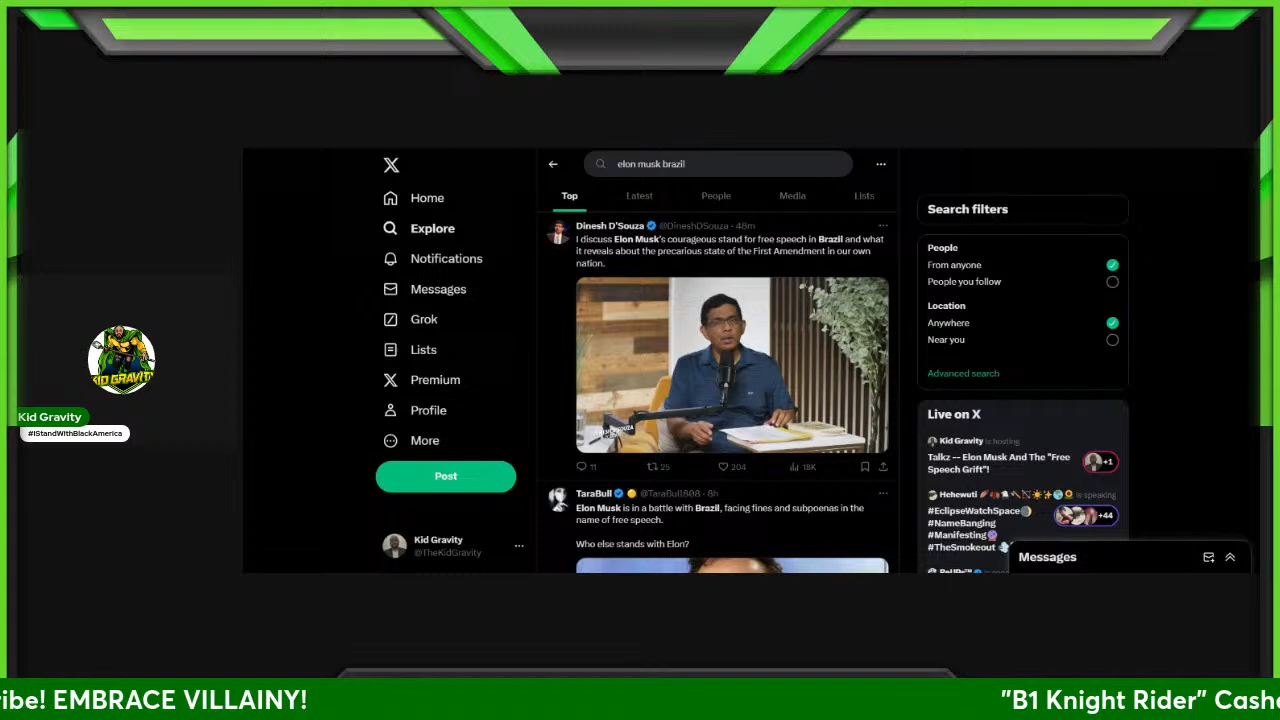 elon musk brazil
Home
Explore
Notifications
Messages
Grok
Lists
Premium
Profile
More
Post
Kid Gravity
@TheKidGravity
Top
Latest
People
Media
Lists
Dinesh D'Souza @DineshDSouza · 48m
I discuss Elon Musk's courageous stand for free speech in Brazil and what
it reveals about the precarious state of the First Amendment in our own
nation.
11
25
204
18K
TaraBull @TaraBull808 · 8h
Elon Musk is in a battle with Brazil, facing fines and subpoenas in the
name of free speech.
Who else stands with Elon?
Search filters
People
From anyone
People you follow
Location
Anywhere
Near you
Advanced search
Live on X
Kid Gravity is hosting
Talkz -- Elon Musk And The "Free
Speech Grift"!
+1
Hehewuti is speaking
#EclipseWatchSpace
#NameBanging
#Manifesting
#TheSmokeout
+44
Messages
KID GRAVITY
Kid Gravity
#IStandWithBlackAmerica
ribe! EMBRACE VILLAINY!
"B1 Knight Rider" Casha